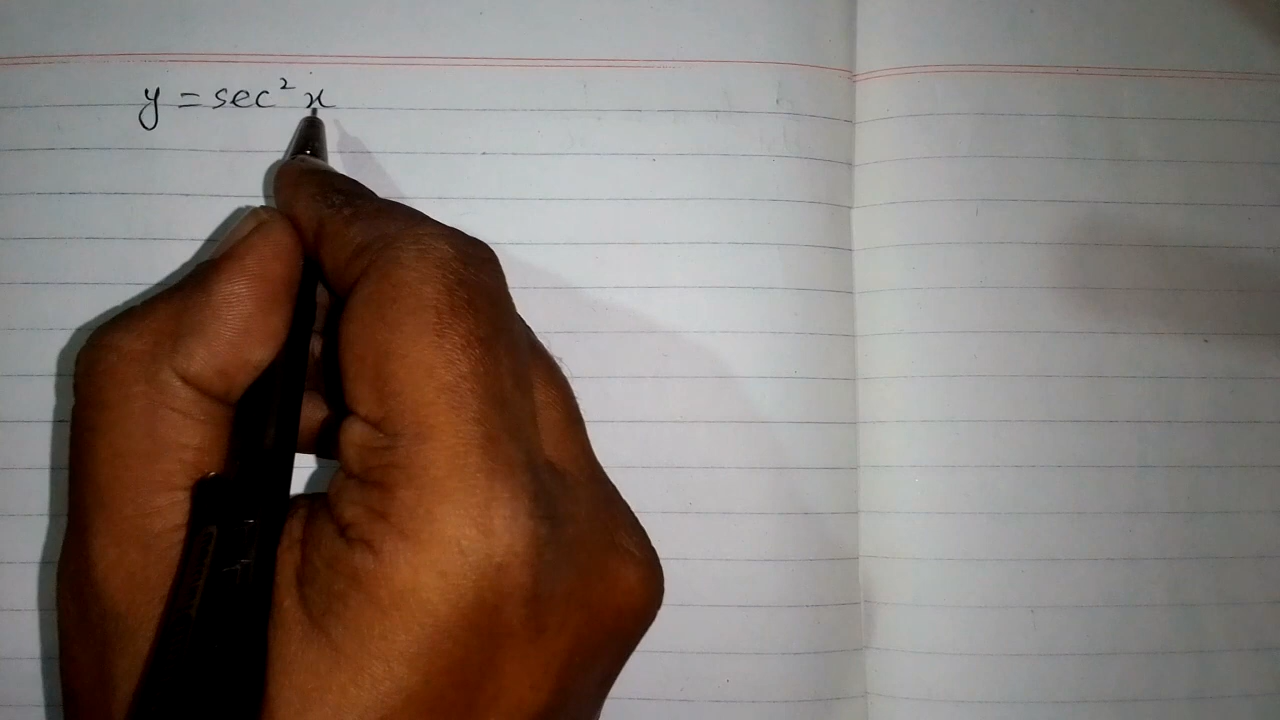 y = sec² x